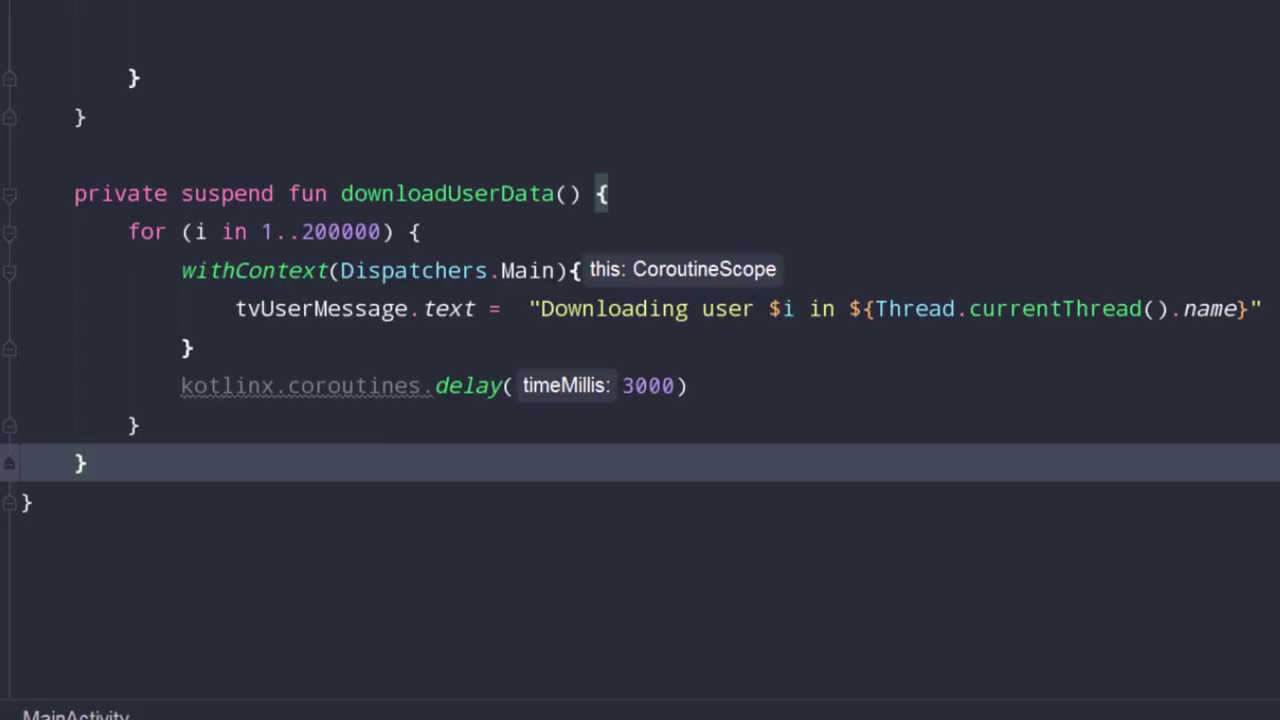 }
}
private suspend fun downloadUserData() {
for (i in 1..200000) {
withContext(Dispatchers.Main){ this: CoroutineScope
tvUserMessage.text = "Downloading user $i in ${Thread.currentThread().name}"
}
kotlinx.coroutines.delay( timeMillis: 3000)
}
}
}
MainActivity